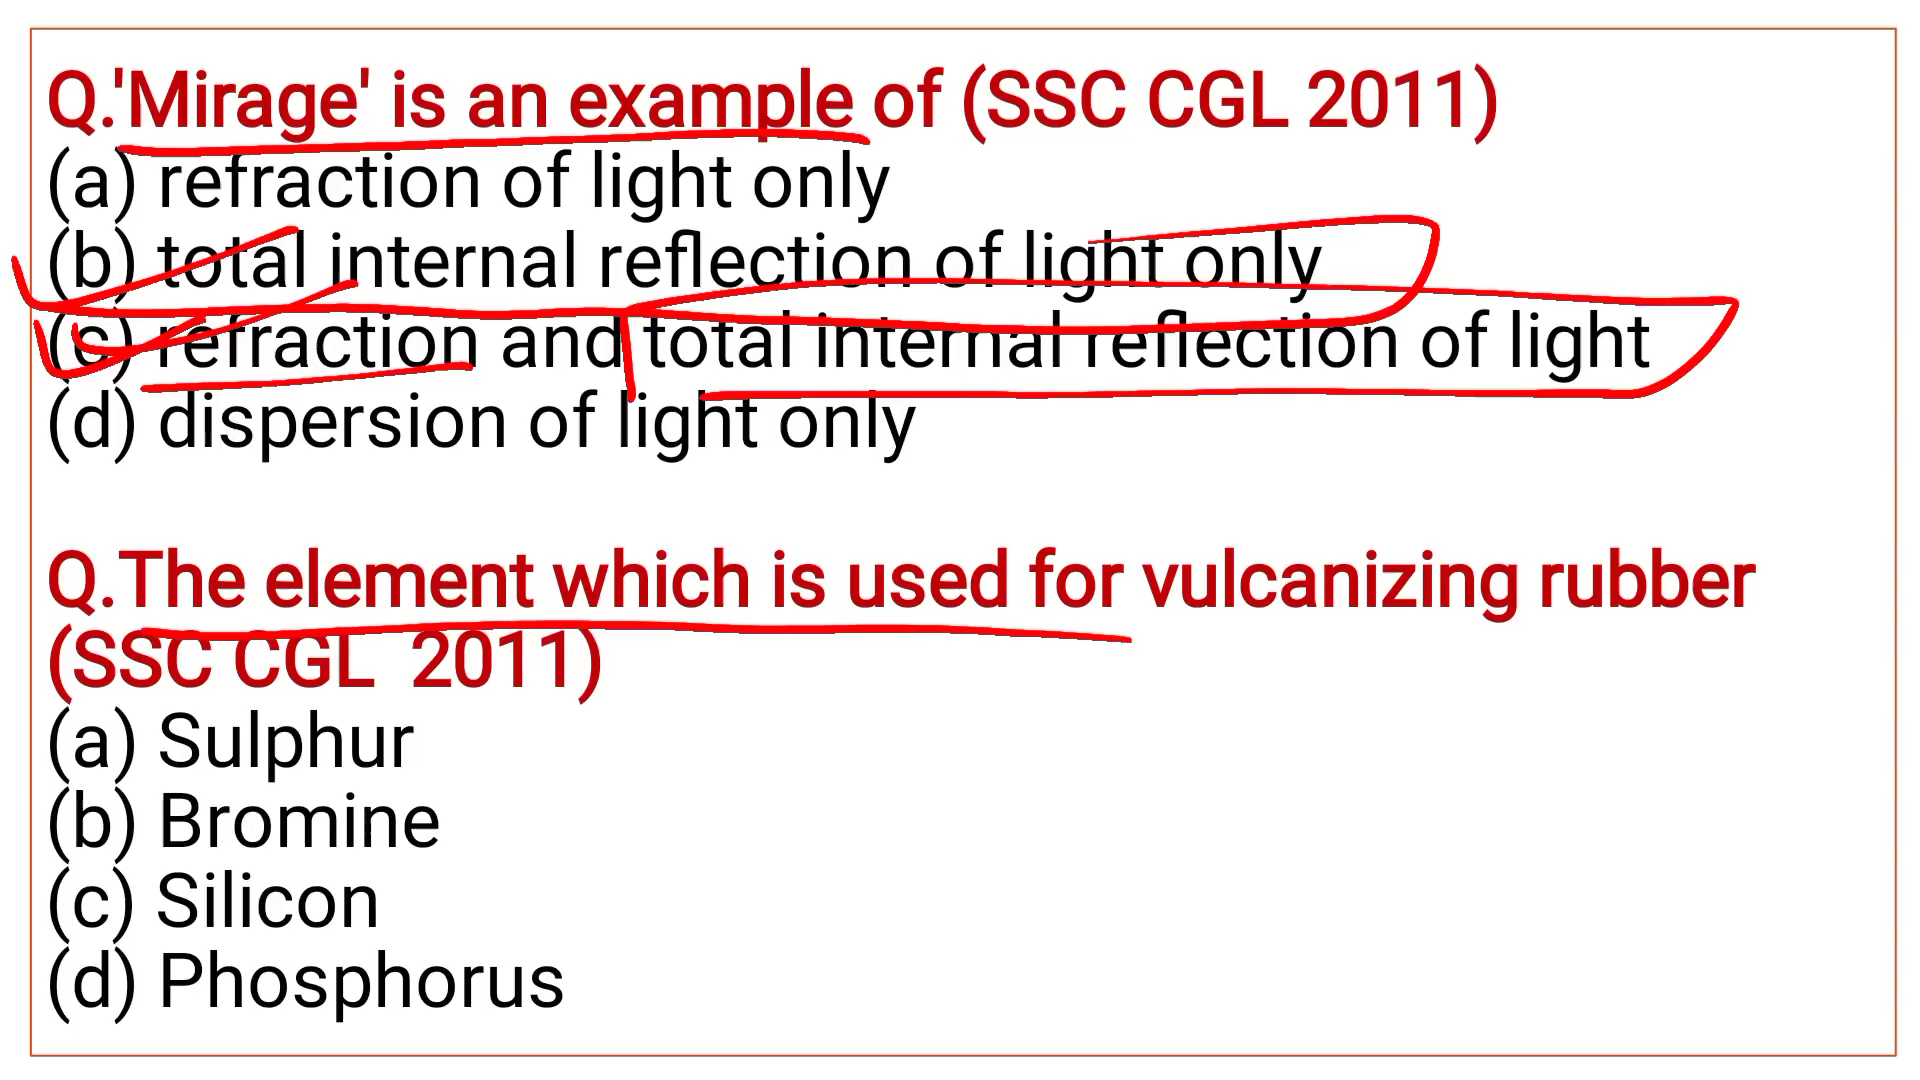 Q.'Mirage' is an example of (SSC CGL 2011)
(a) refraction of light only
(b) total internal reflection of light only
(c) refraction and total internal reflection of light
(d) dispersion of light only
Q.The element which is used for vulcanizing rubber
(SSC CGL 2011)
(a) Sulphur
(b) Bromine
(c) Silicon
(d) Phosphorus